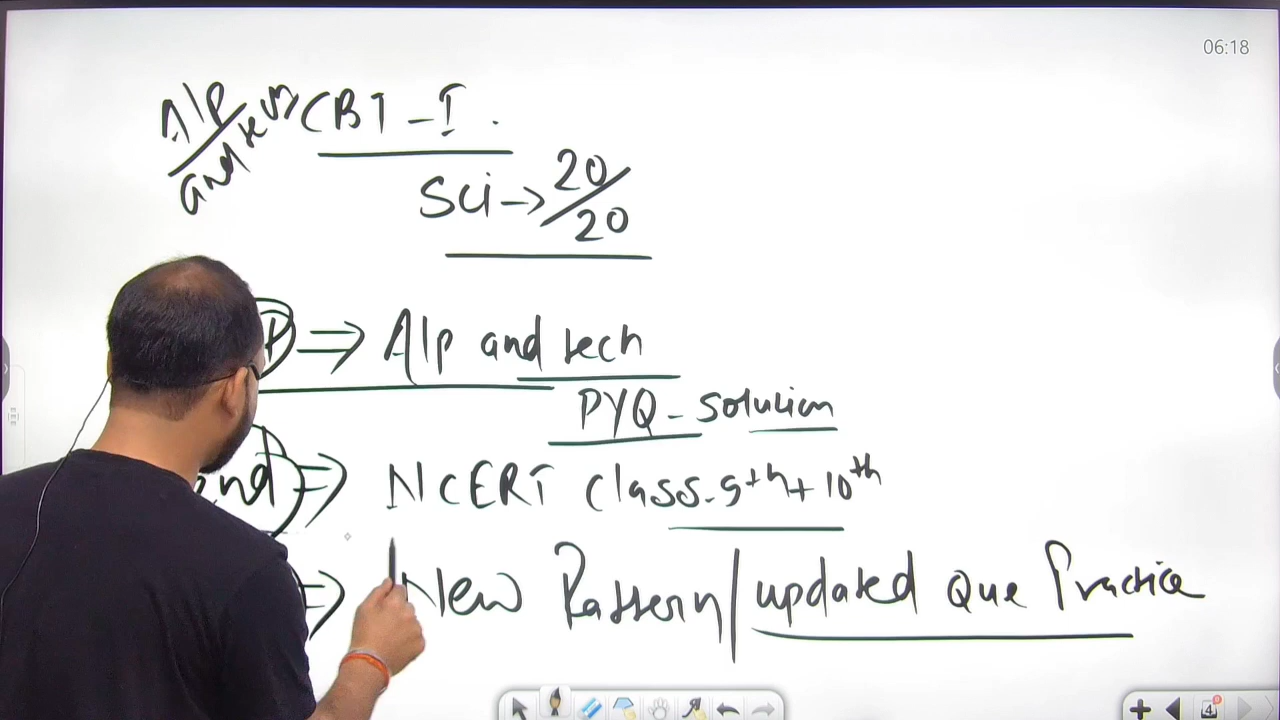 06:18
Alp and tech CBT-I.
Sci → 20/20
⇒ Alp and tech
PYQ - solution
⇒ NCERT Class-9th+10th
⇒ New Pattern/updated Que Practice
4